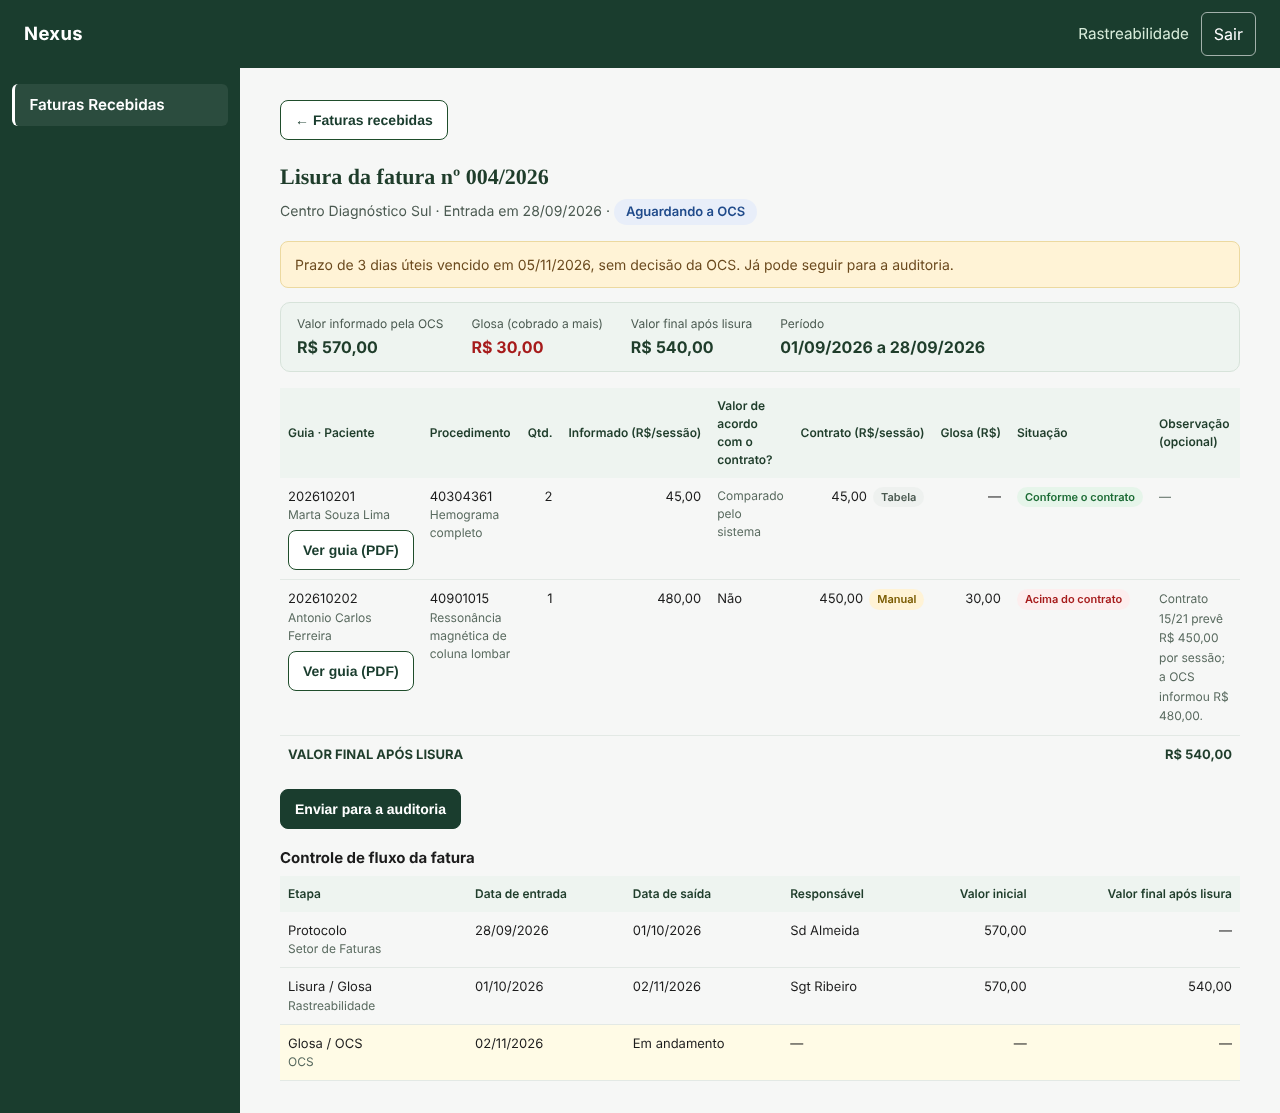 Nexus
Rastreabilidade
Sair
Faturas Recebidas
← Faturas recebidas
Lisura da fatura nº 004/2026
Centro Diagnóstico Sul · Entrada em 28/09/2026 · Aguardando a OCS
Prazo de 3 dias úteis vencido em 05/11/2026, sem decisão da OCS. Já pode seguir para a auditoria.
Valor informado pela OCS
R$ 570,00
Glosa (cobrado a mais)
R$ 30,00
Valor final após lisura
R$ 540,00
Período
01/09/2026 a 28/09/2026
Guia · Paciente
Procedimento
Qtd.
Informado (R$/sessão)
Valor de
acordo
com o
contrato?
Contrato (R$/sessão)
Glosa (R$)
Situação
Observação
(opcional)
202610201
Marta Souza Lima
Ver guia (PDF)
40304361
Hemograma
completo
2
45,00
Comparado
pelo
sistema
45,00 Tabela
—
Conforme o contrato
—
202610202
Antonio Carlos
Ferreira
Ver guia (PDF)
40901015
Ressonância
magnética de
coluna lombar
1
480,00
Não
450,00 Manual
30,00
Acima do contrato
Contrato
15/21 prevê
R$ 450,00
por sessão;
a OCS
informou R$
480,00.
VALOR FINAL APÓS LISURA
R$ 540,00
Enviar para a auditoria
Controle de fluxo da fatura
Etapa
Data de entrada
Data de saída
Responsável
Valor inicial
Valor final após lisura
Protocolo
Setor de Faturas
28/09/2026
01/10/2026
Sd Almeida
570,00
—
Lisura / Glosa
Rastreabilidade
01/10/2026
02/11/2026
Sgt Ribeiro
570,00
540,00
Glosa / OCS
OCS
02/11/2026
Em andamento
—
—
—